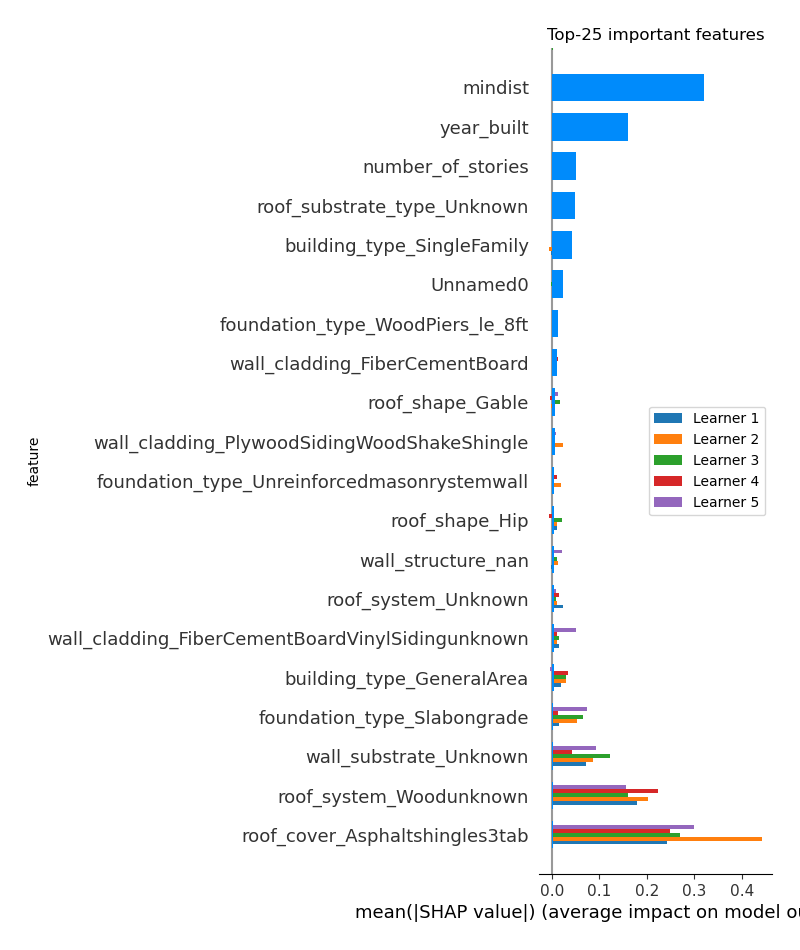 Top-25 important features
mindist
year_built
number_of_stories
roof_substrate_type_Unknown
building_type_SingleFamily
Unnamed0
foundation_type_WoodPiers_le_8ft
wall_cladding_FiberCementBoard
roof_shape_Gable
wall_cladding_PlywoodSidingWoodShakeShingle
foundation_type_Unreinforcedmasonrystemwall
roof_shape_Hip
wall_structure_nan
roof_system_Unknown
wall_cladding_FiberCementBoardVinylSidingunknown
building_type_GeneralArea
foundation_type_Slabongrade
wall_substrate_Unknown
roof_system_Woodunknown
roof_cover_Asphaltshingles3tab
feature
Learner 1
Learner 2
Learner 3
Learner 4
Learner 5
0.0 0.1 0.2 0.3 0.4
mean(|SHAP value|) (average impact on model ou